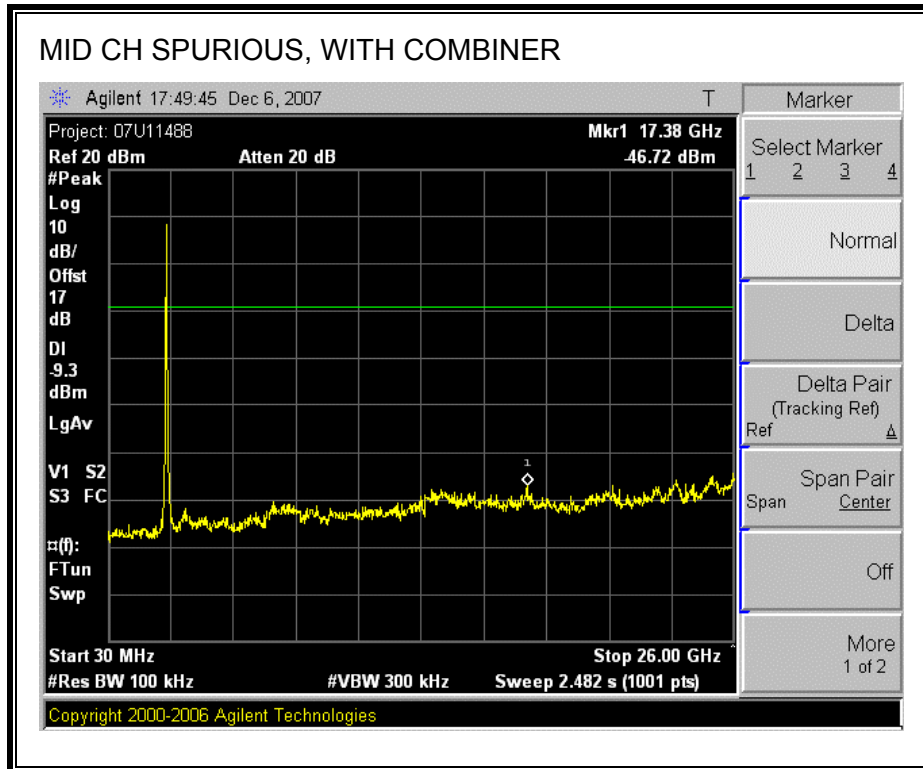 MID CH SPURIOUS, WITH COMBINER
Agilent 17:49:45 Dec 6, 2007 T
Project: 07U11488 Mkr1 17.38 GHz
Ref 20 dBm Atten 20 dB -46.72 dBm
#Peak
Log
10
dB/
Offst
17
dB
DI
-9.3
dBm
LgAv
V1 S2
S3 FC
¤(f):
FTun
Swp
1
Start 30 MHz Stop 26.00 GHz ^
#Res BW 100 kHz #VBW 300 kHz Sweep 2.482 s (1001 pts)
Copyright 2000-2006 Agilent Technologies
Marker
Select Marker
1 2 3 4
Normal
Delta
Delta Pair
(Tracking Ref)
Ref Δ
Span Pair
Span Center
Off
More
1 of 2